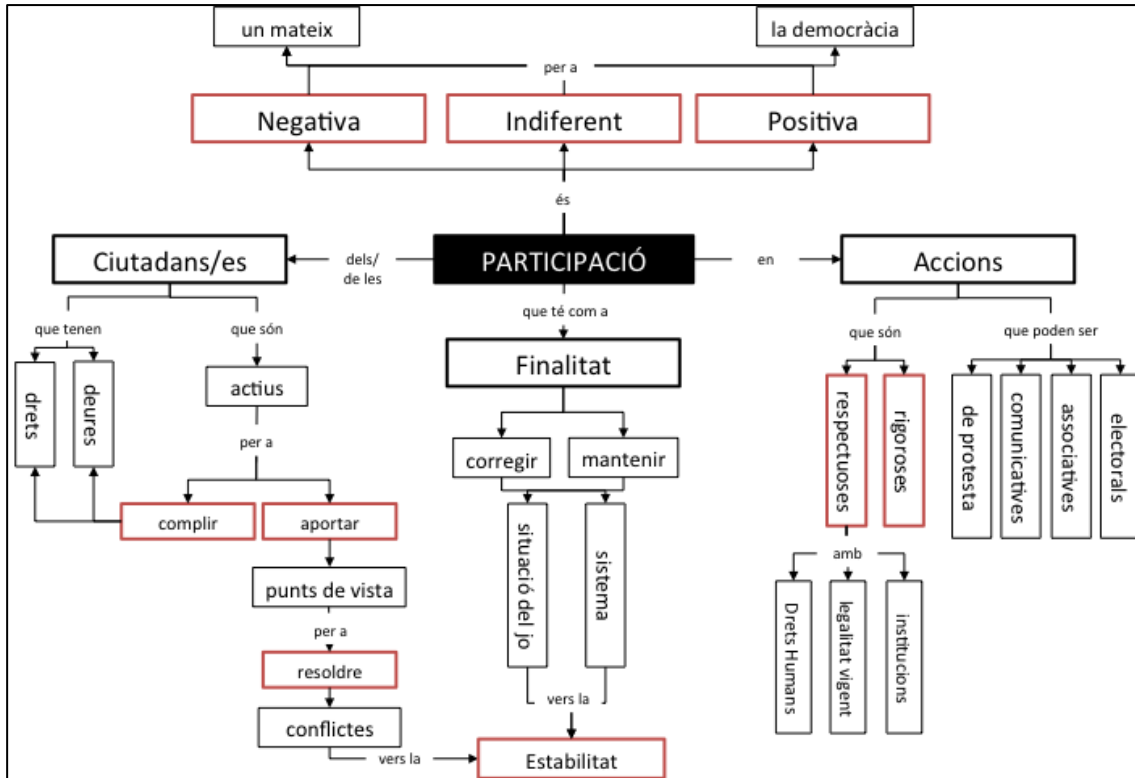 un mateix
la democràcia
per a
Negativa
Indiferent
Positiva
és
Ciutadans/es
dels/
de les
PARTICIPACIÓ
en
Accions
que tenen
que són
que té com a
que són
que poden ser
drets
deures
actius
Finalitat
respectuoses
rigoroses
de protesta
comunicatives
associatives
electorals
per a
corregir
mantenir
complir
aportar
situació del jo
sistema
amb
punts de vista
Drets Humans
legalitat vigent
institucions
per a
resoldre
vers la
conflictes
vers la
Estabilitat